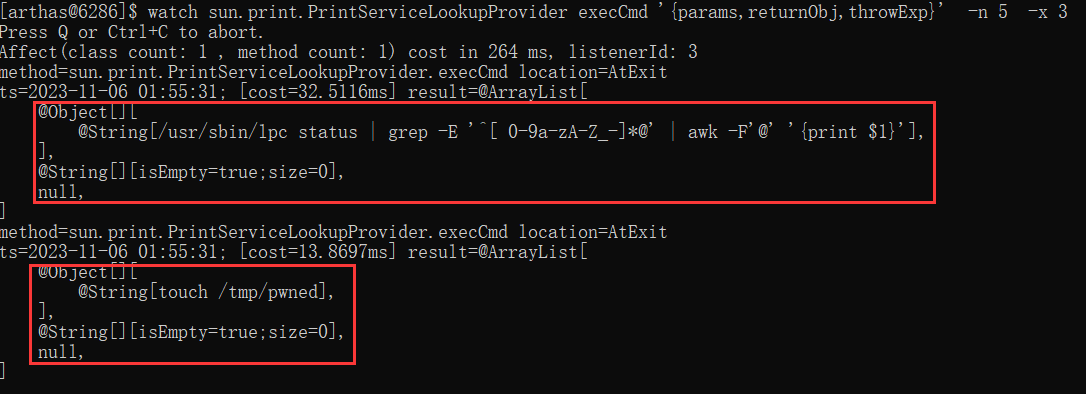 [arthas@6286]$ watch sun.print.PrintServiceLookupProvider execCmd '{params,returnObj,throwExp}'  -n 5  -x 3
Press Q or Ctrl+C to abort.
Affect(class count: 1 , method count: 1) cost in 264 ms, listenerId: 3
method=sun.print.PrintServiceLookupProvider.execCmd location=AtExit
ts=2023-11-06 01:55:31; [cost=32.5116ms] result=@ArrayList[
    @Object[][
        @String[/usr/sbin/lpc status | grep -E '^[ 0-9a-zA-Z_-]*@' | awk -F'@' '{print $1}'],
    ],
    @String[][isEmpty=true;size=0],
    null,
]
method=sun.print.PrintServiceLookupProvider.execCmd location=AtExit
ts=2023-11-06 01:55:31; [cost=13.8697ms] result=@ArrayList[
    @Object[][
        @String[touch /tmp/pwned],
    ],
    @String[][isEmpty=true;size=0],
    null,
]